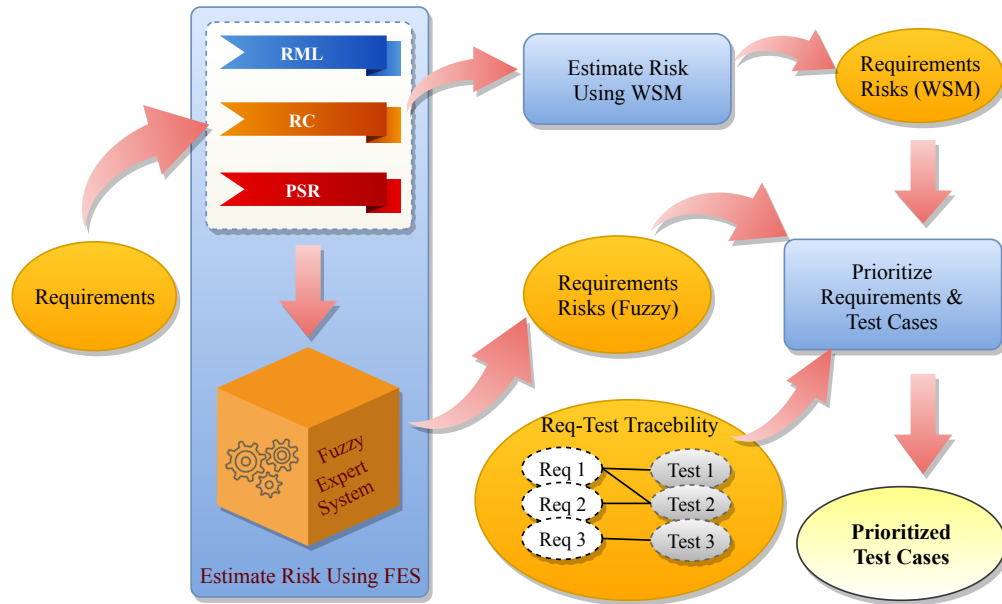 RML
RC
PSR
Estimate Risk
Using WSM
Requirements
Risks (WSM)
Requirements
Requirements
Risks (Fuzzy)
Prioritize
Requirements &
Test Cases
Fuzzy
Expert
System
Estimate Risk Using FES
Req-Test Tracebility
Req 1
Test 1
Req 2
Test 2
Req 3
Test 3
Prioritized
Test Cases